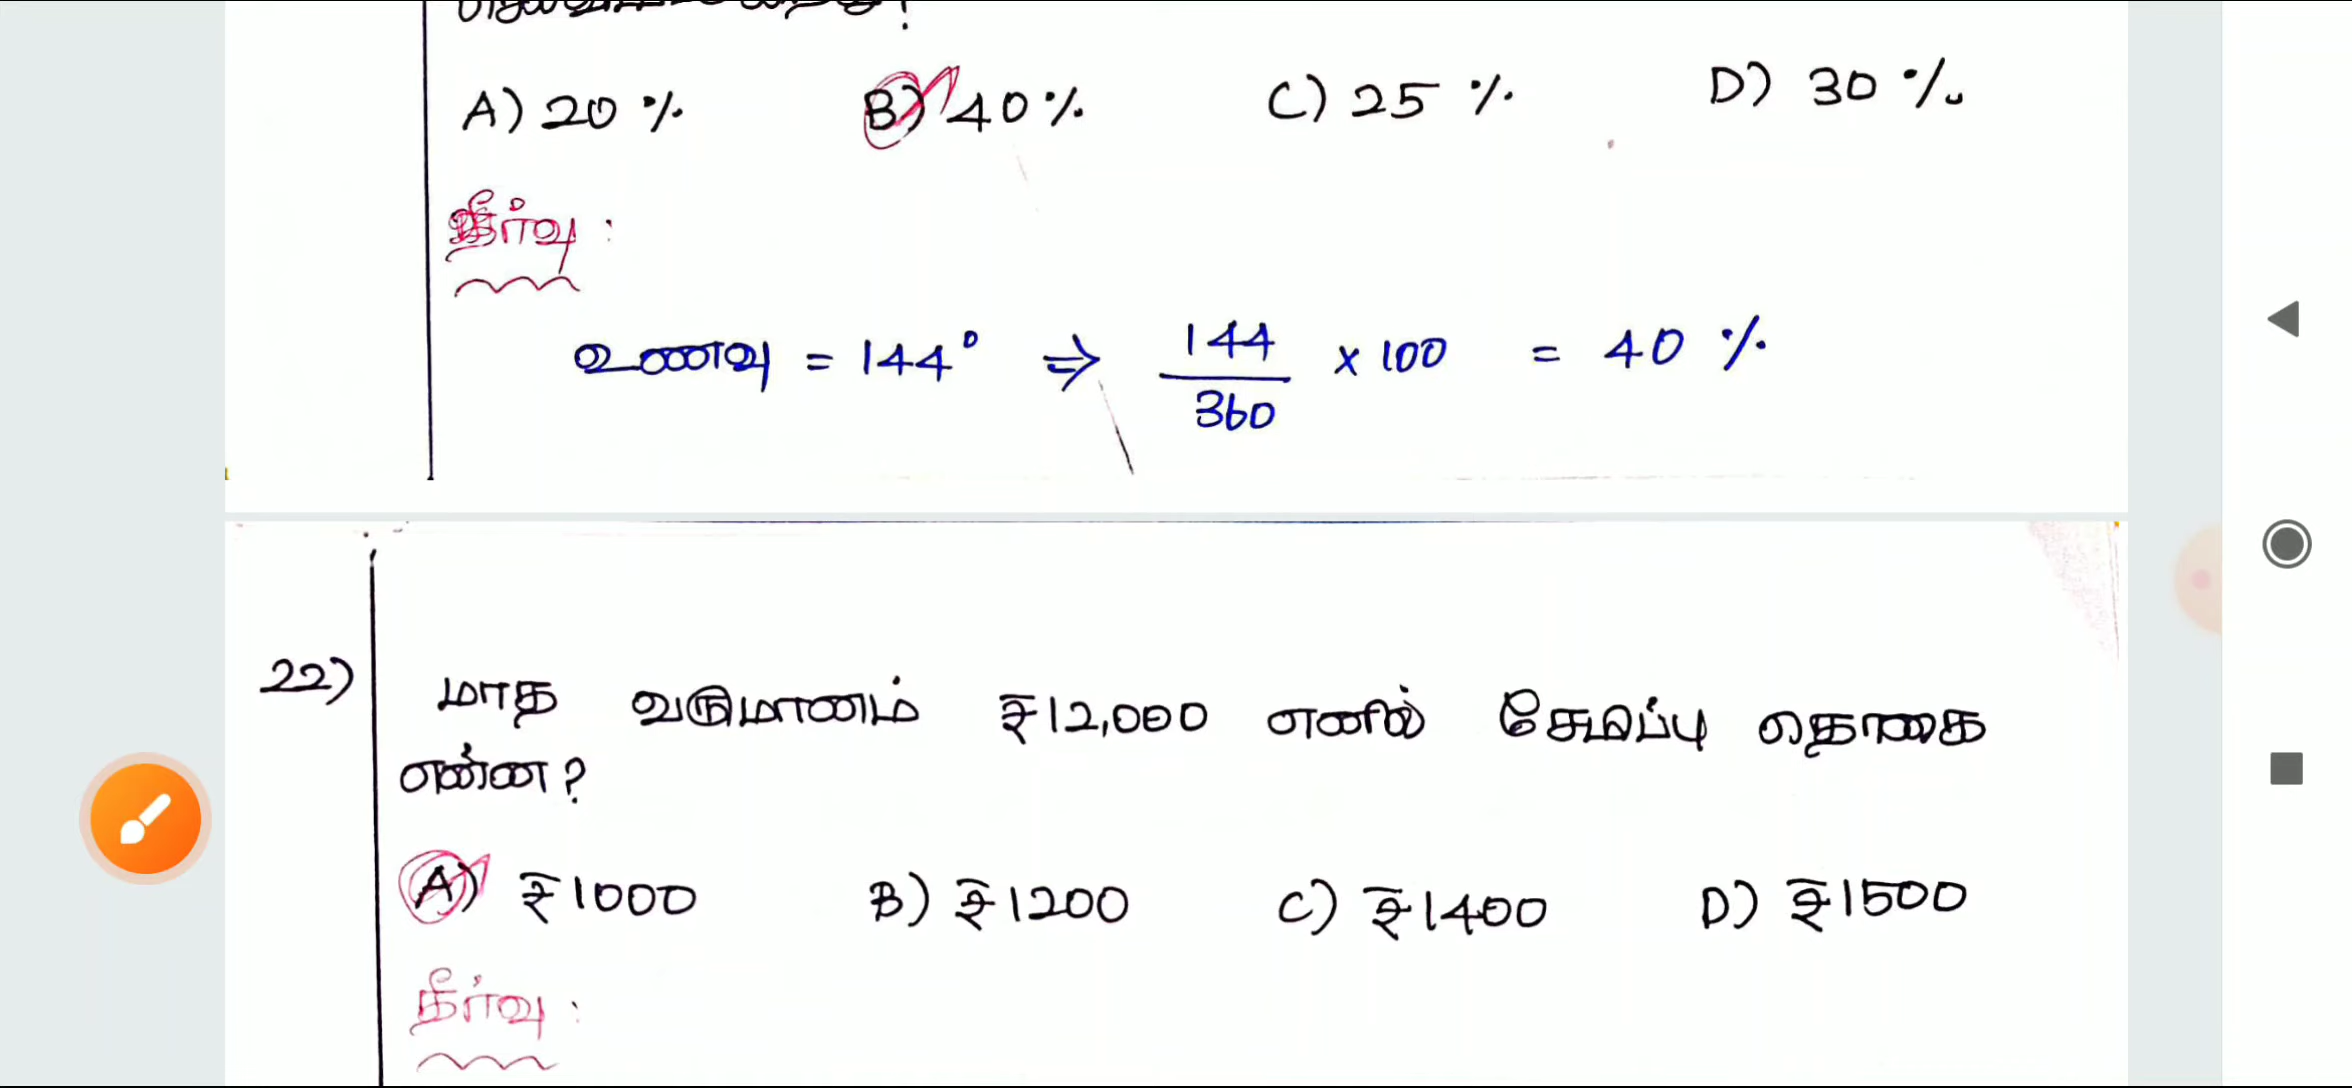 A) 20 % B) 40 % C) 25 % D) 30 %
தீர்வு :
உணவு = 144° ⇒ 144/360 x 100 = 40 %
22) மாத வருமாணம் ₹12,000 எனில் சேமிப்பு தொகை
என்ன?
A) ₹1000 B) ₹1200 C) ₹1400 D) ₹1500
தீர்வு :